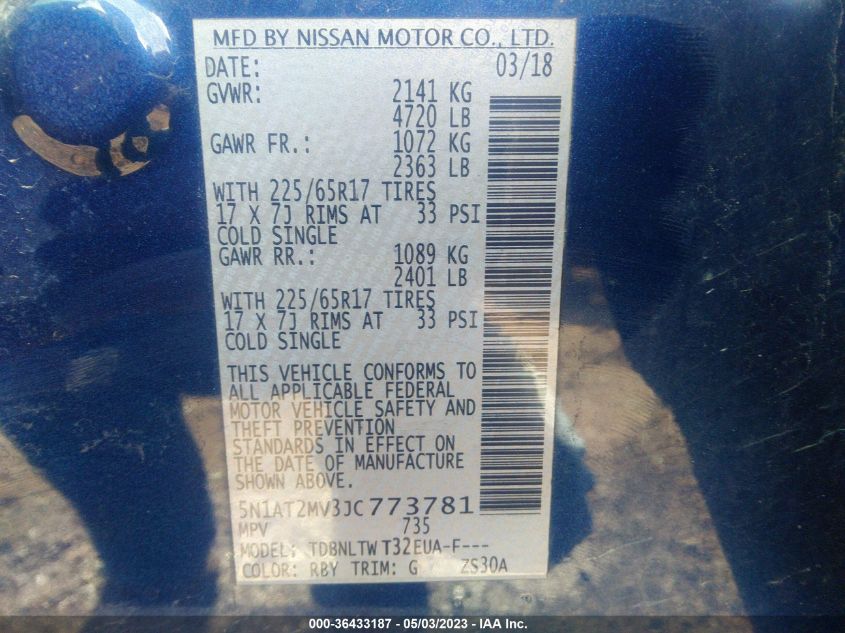 MFD BY NISSAN MOTOR CO., LTD.
DATE: 03/18
GVWR: 2141 KG
4720 LB
GAWR FR.: 1072 KG
2363 LB
WITH 225/65R17 TIRES
17 X 7J RIMS AT 33 PSI
COLD SINGLE
GAWR RR.: 1089 KG
2401 LB
WITH 225/65R17 TIRES
17 X 7J RIMS AT 33 PSI
COLD SINGLE
THIS VEHICLE CONFORMS TO
ALL APPLICABLE FEDERAL
MOTOR VEHICLE SAFETY AND
THEFT PREVENTION
STANDARDS IN EFFECT ON
THE DATE OF MANUFACTURE
SHOWN ABOVE.
5N1AT2MV3JC773781
MPV 735
MODEL: TDBNLTW T32EUA-F---
COLOR: RBY TRIM: G ZS30A
000-36433187 - 05/03/2023 - IAA Inc.